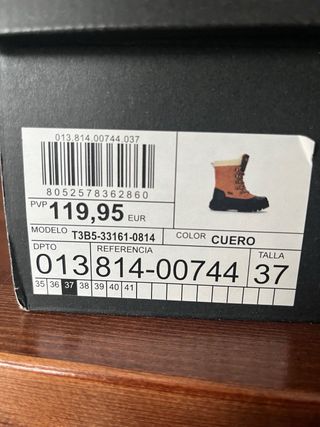 013.814.00744.037
8052578362860
PVP 119,95 EUR
MODELO T3B5-33161-0814 COLOR CUERO
DPTO REFERENCIA TALLA
013 814-00744 37
35 36 37 38 39 40 41